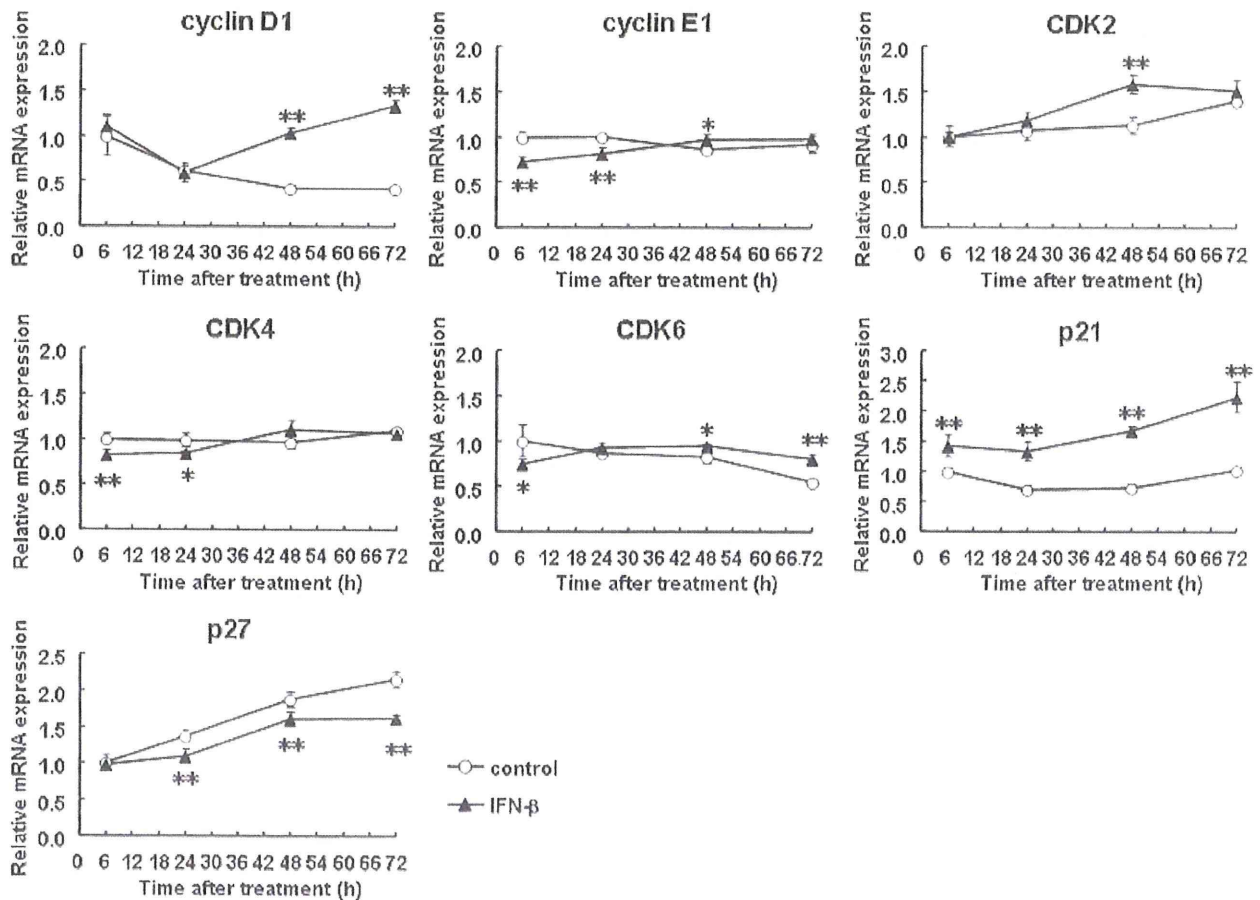 cyclin D1
Relative mRNA expression
2.0
1.5
1.0
0.5
0.0
** **
0 6 12 18 24 30 36 42 48 54 60 66 72
Time after treatment (h)
cyclin E1
Relative mRNA expression
2.0
1.5
1.0
0.5
0.0
** ** *
0 6 12 18 24 30 36 42 48 54 60 66 72
Time after treatment (h)
CDK2
Relative mRNA expression
2.0
1.5
1.0
0.5
0.0
**
0 6 12 18 24 30 36 42 48 54 60 66 72
Time after treatment (h)
CDK4
Relative mRNA expression
2.0
1.5
1.0
0.5
0.0
** *
0 6 12 18 24 30 36 42 48 54 60 66 72
Time after treatment (h)
CDK6
Relative mRNA expression
2.0
1.5
1.0
0.5
0.0
* * **
0 6 12 18 24 30 36 42 48 54 60 66 72
Time after treatment (h)
p21
Relative mRNA expression
3.0
2.5
2.0
1.5
1.0
0.5
0.0
** ** ** **
0 6 12 18 24 30 36 42 48 54 60 66 72
Time after treatment (h)
p27
Relative mRNA expression
2.5
2.0
1.5
1.0
0.5
0.0
** ** **
0 6 12 18 24 30 36 42 48 54 60 66 72
Time after treatment (h)
control
IFN-β